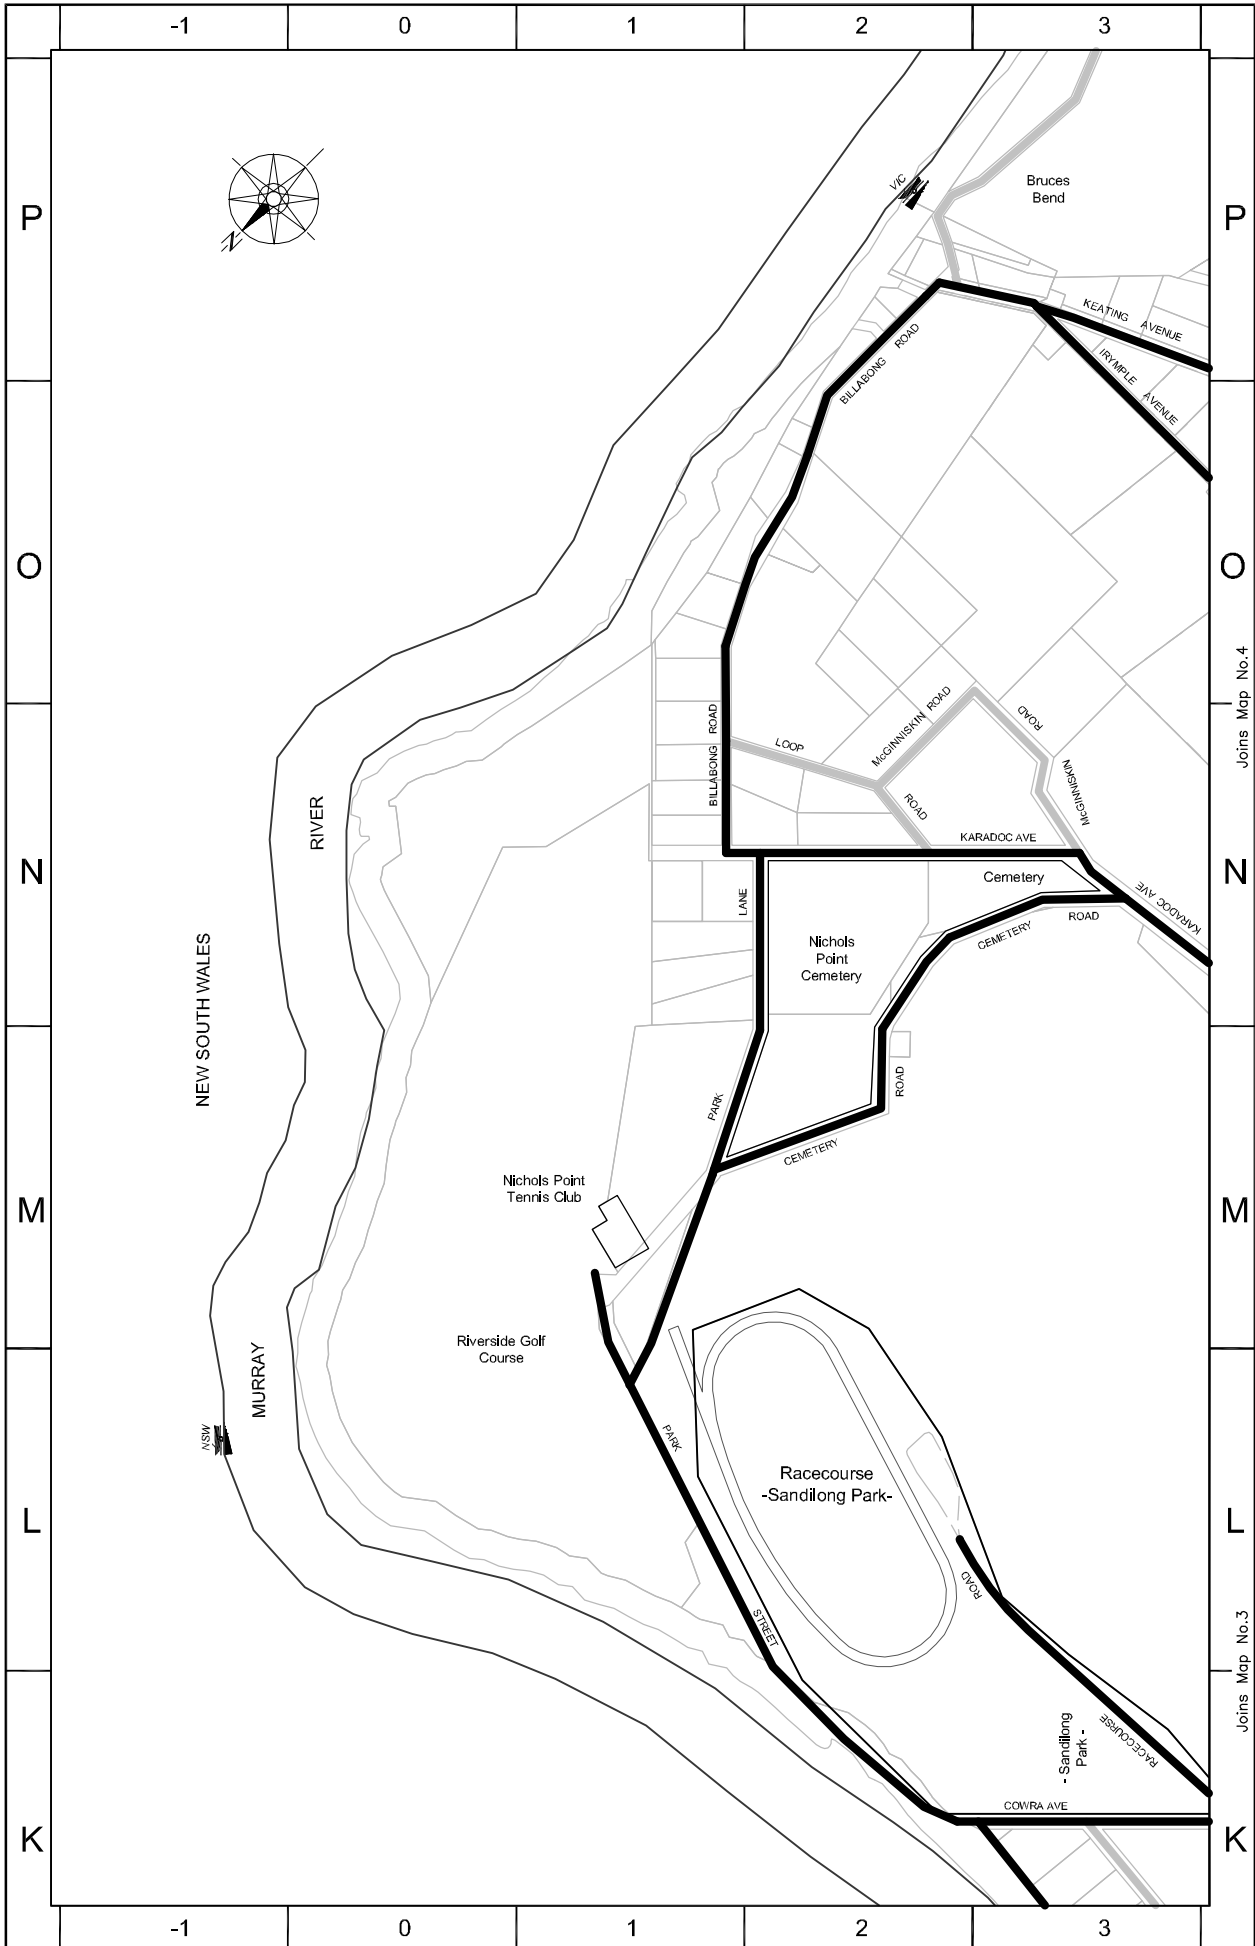 -1 0 1 2 3
P
P
VIC
Bruces
Bend
N
KEATING AVENUE
IRYMPLE AVENUE
BILLABONG ROAD
O
O
Joins Map No.4
BILLABONG ROAD
LOOP
ROAD
McGINNISKIN ROAD
ROAD
McGINNISKIN
RIVER
KARADOC AVE
N
N
Cemetery
KARADOC AVE
LANE
CEMETERY ROAD
Nichols
Point
Cemetery
NEW SOUTH WALES
ROAD
PARK
CEMETERY
Nichols Point
Tennis Club
M
M
Riverside Golf
Course
MURRAY
NSW
PARK
Racecourse
-Sandilong Park-
L
L
ROAD
STREET
Joins Map No.3
- Sandilong
Park -
RACECOURSE
COWRA AVE
K
K
-1 0 1 2 3